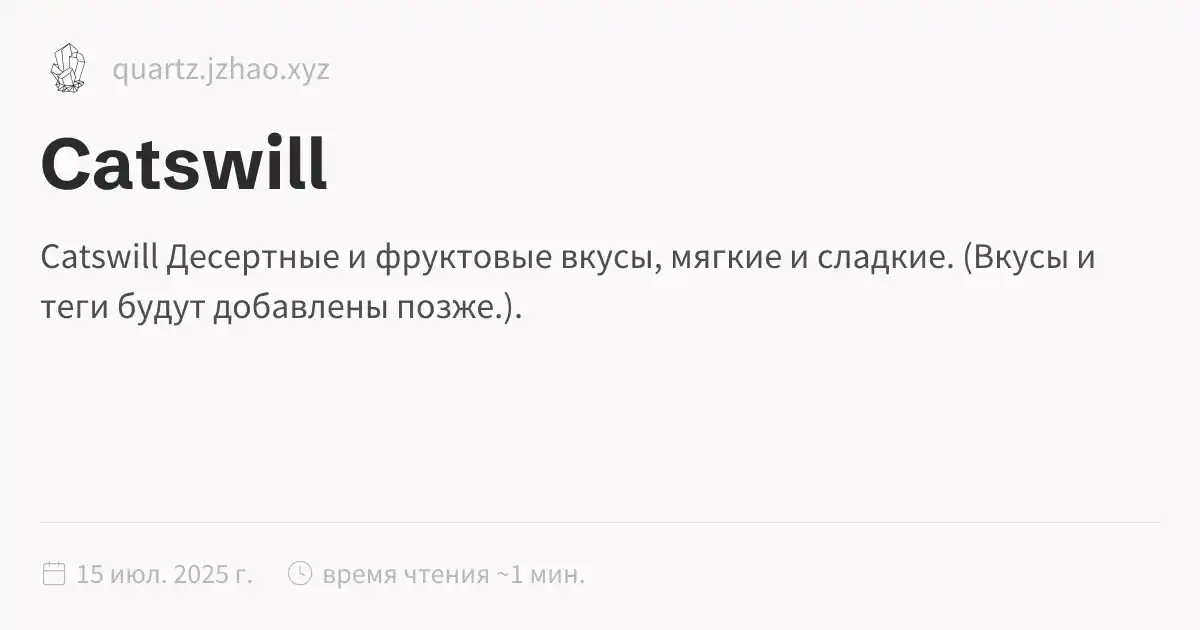 quartz.jzhao.xyz
Catswill
Catswill Десертные и фруктовые вкусы, мягкие и сладкие. (Вкусы и
теги будут добавлены позже.).
15 июл. 2025 г.
время чтения ~1 мин.